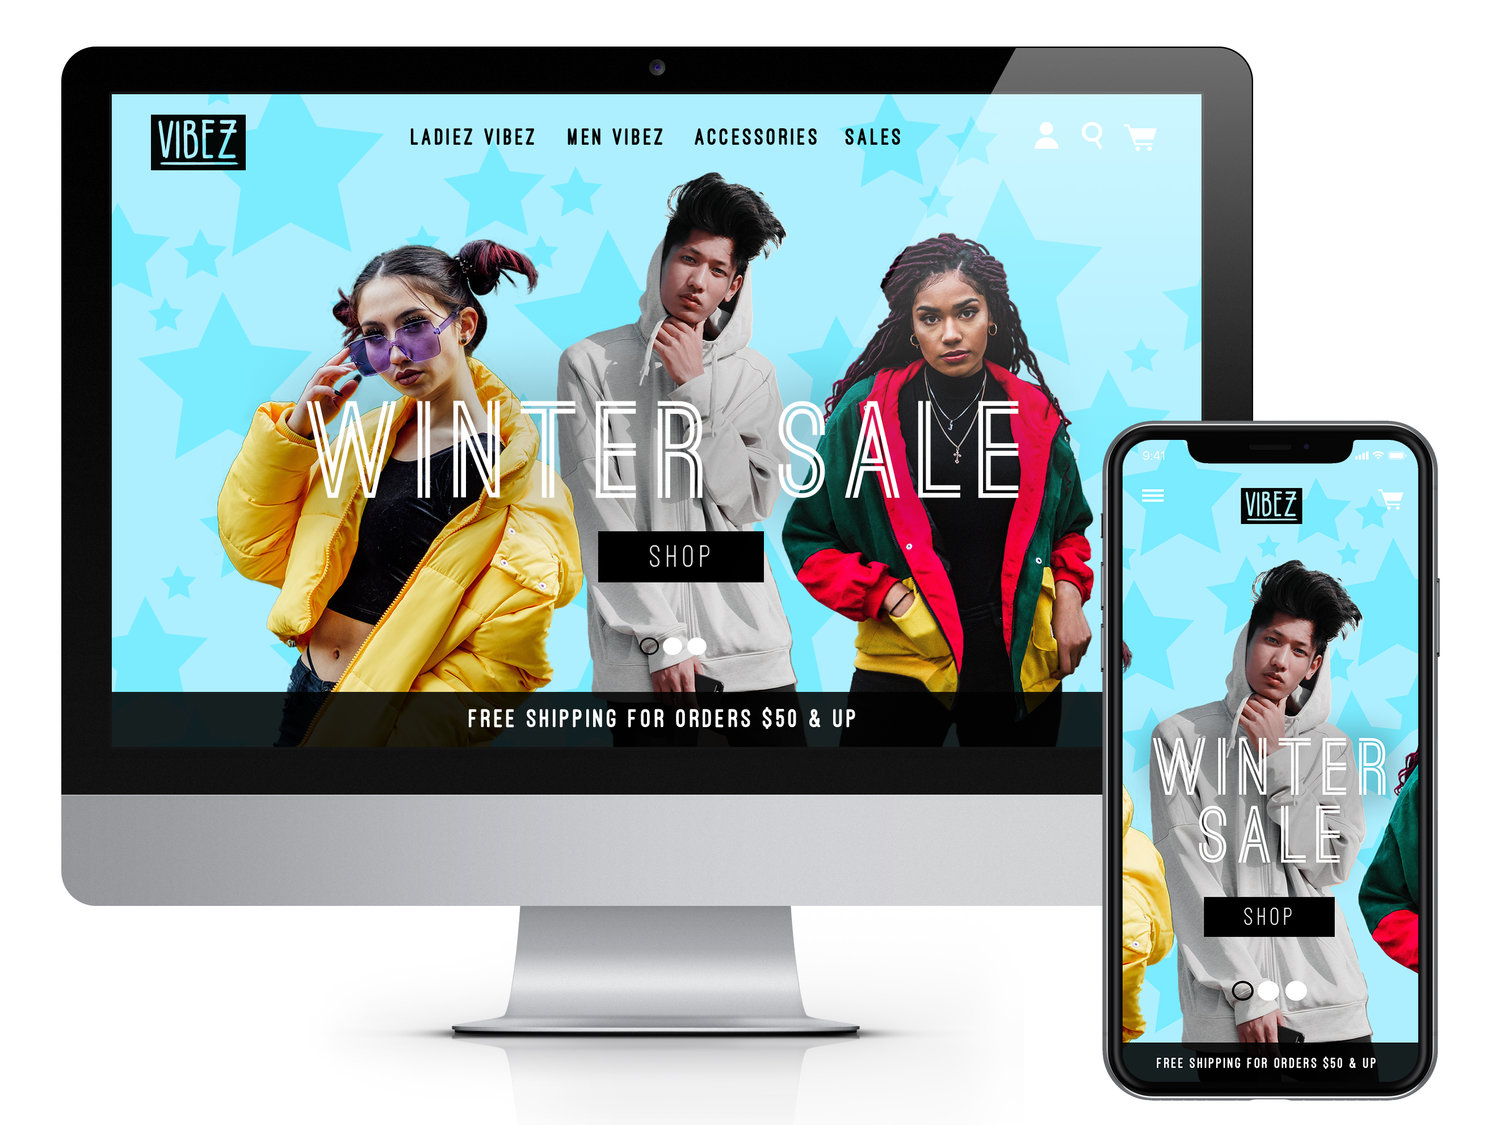 VIBEZ
LADIEZ VIBEZ MEN VIBEZ ACCESSORIES SALES
WINTER SALE
SHOP
FREE SHIPPING FOR ORDERS $50 & UP
9:41
VIBEZ
WINTER
SALE
SHOP
FREE SHIPPING FOR ORDERS $50 & UP